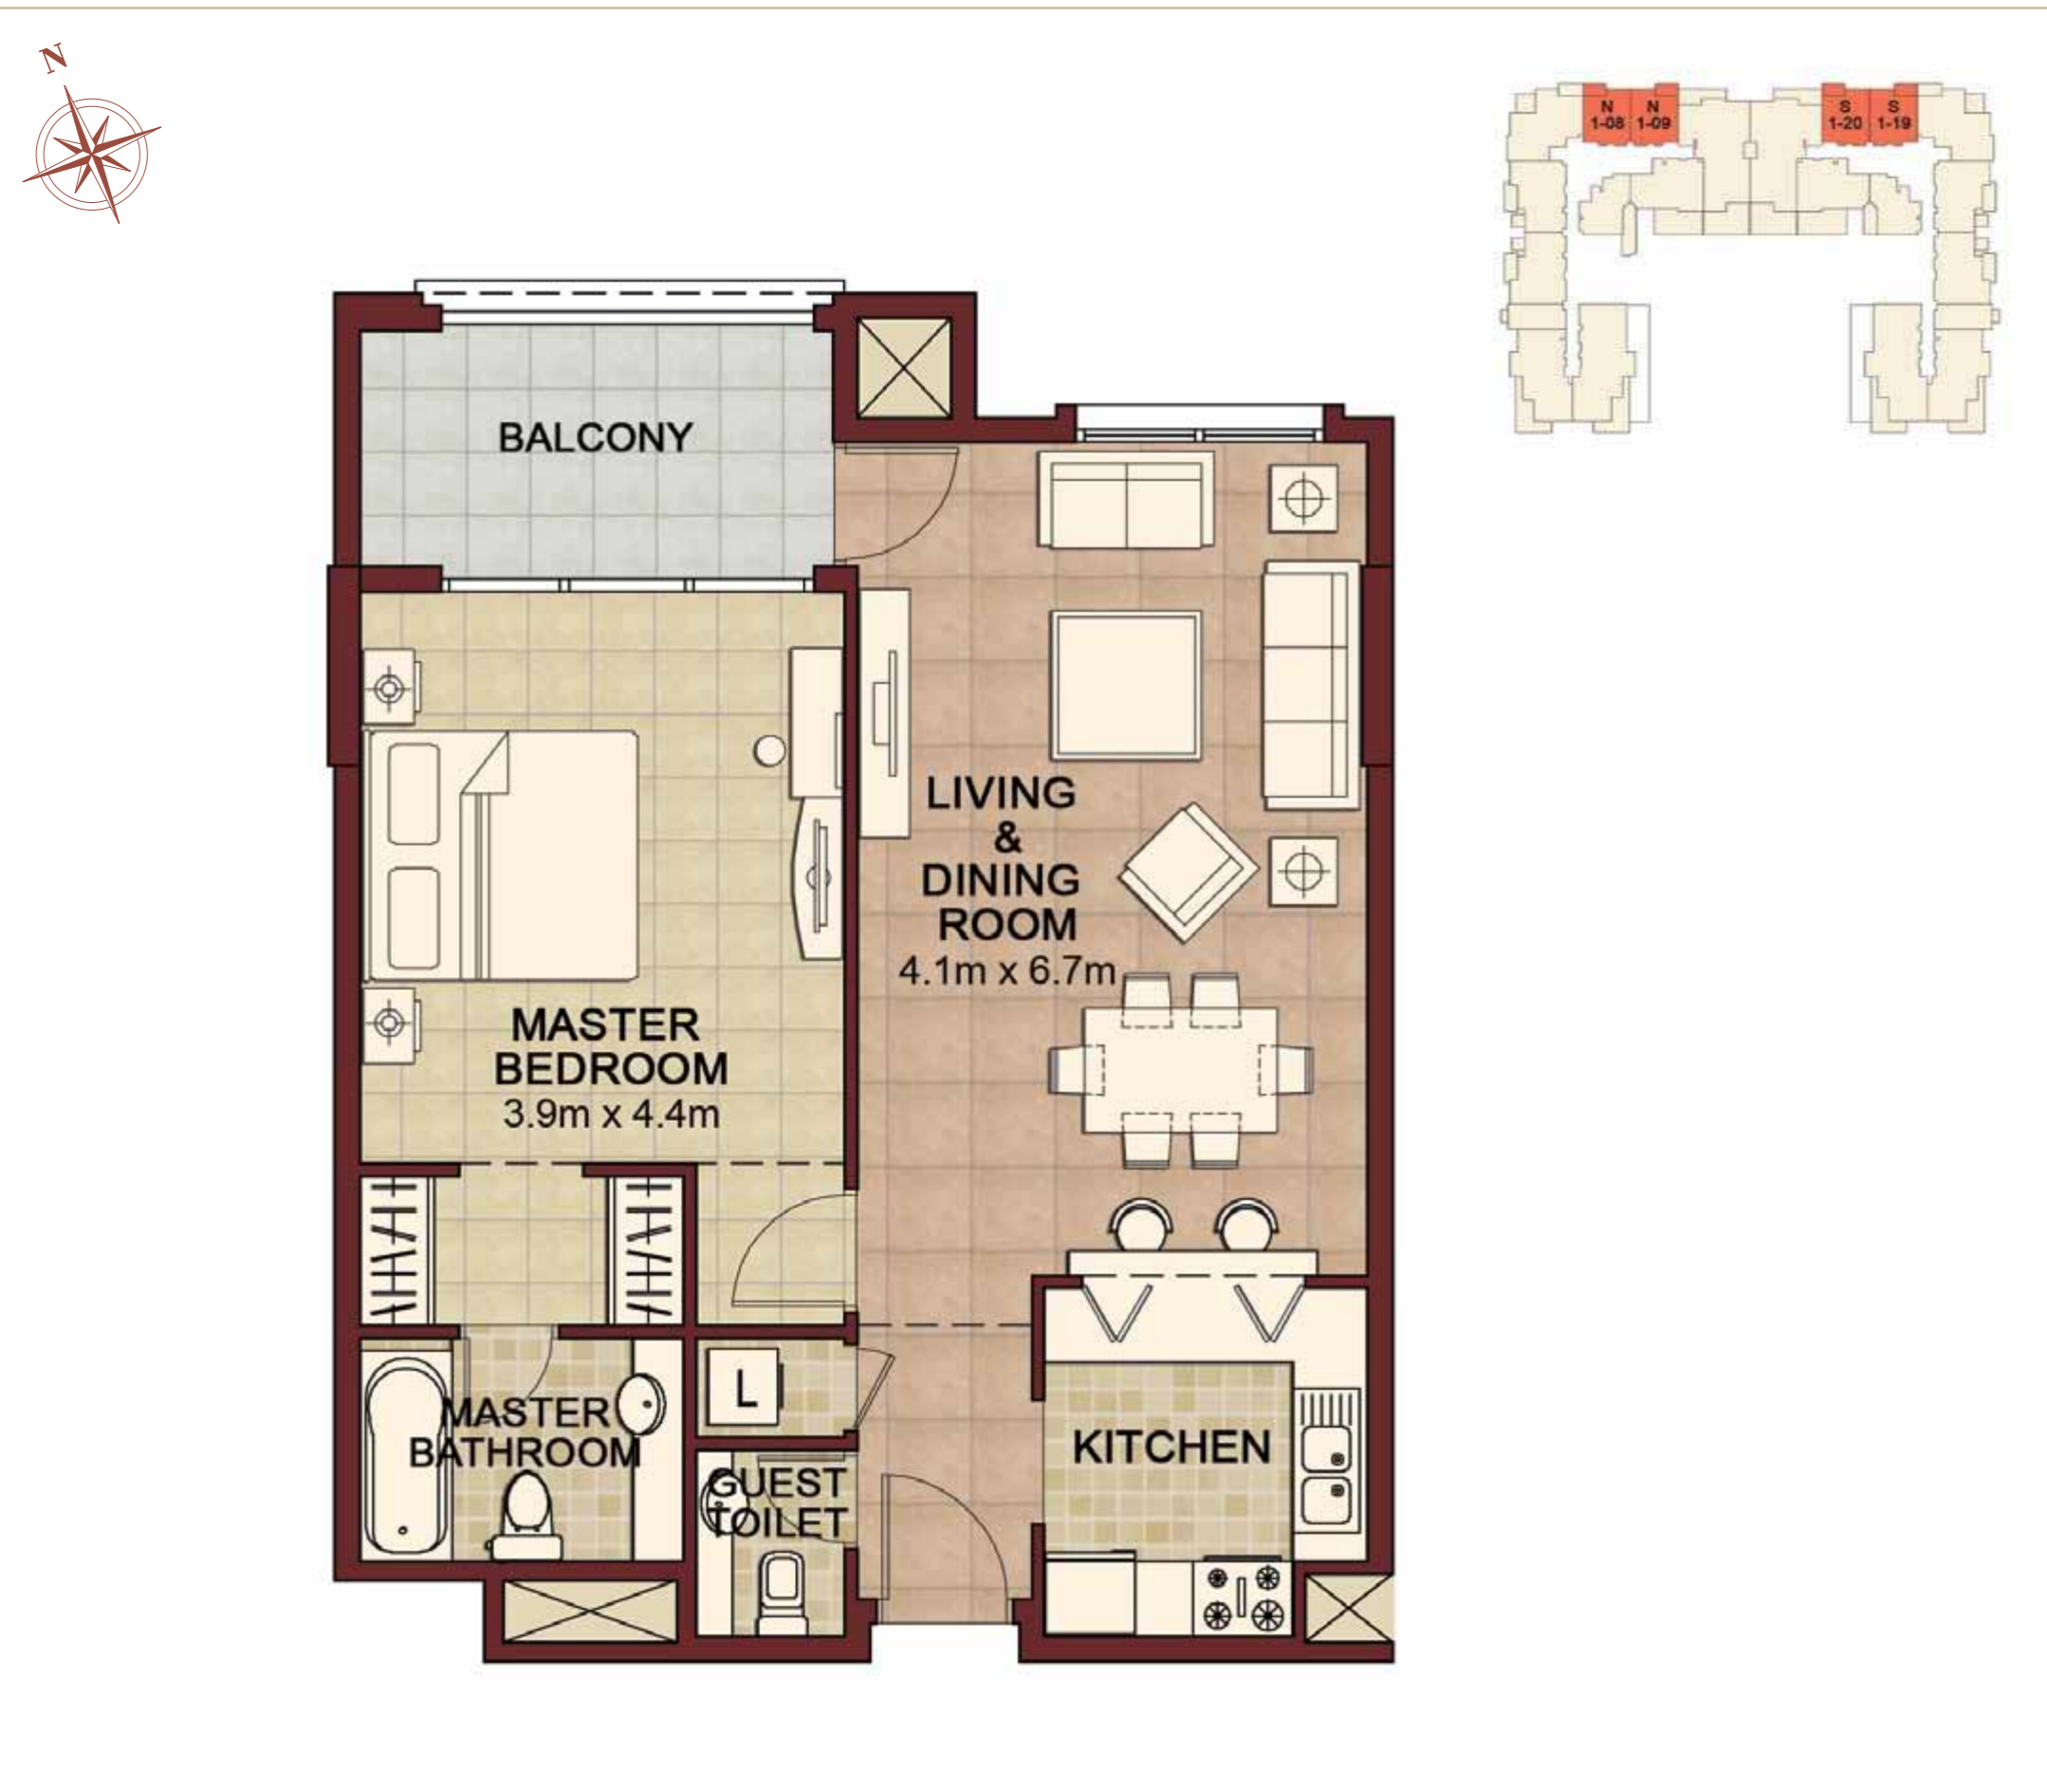 N
N
1-08
N
1-09
S
1-20
S
1-19
BALCONY
LIVING
&
DINING
ROOM
4.1m x 6.7m
MASTER
BEDROOM
3.9m x 4.4m
L
MASTER
BATHROOM
KITCHEN
GUEST
TOILET